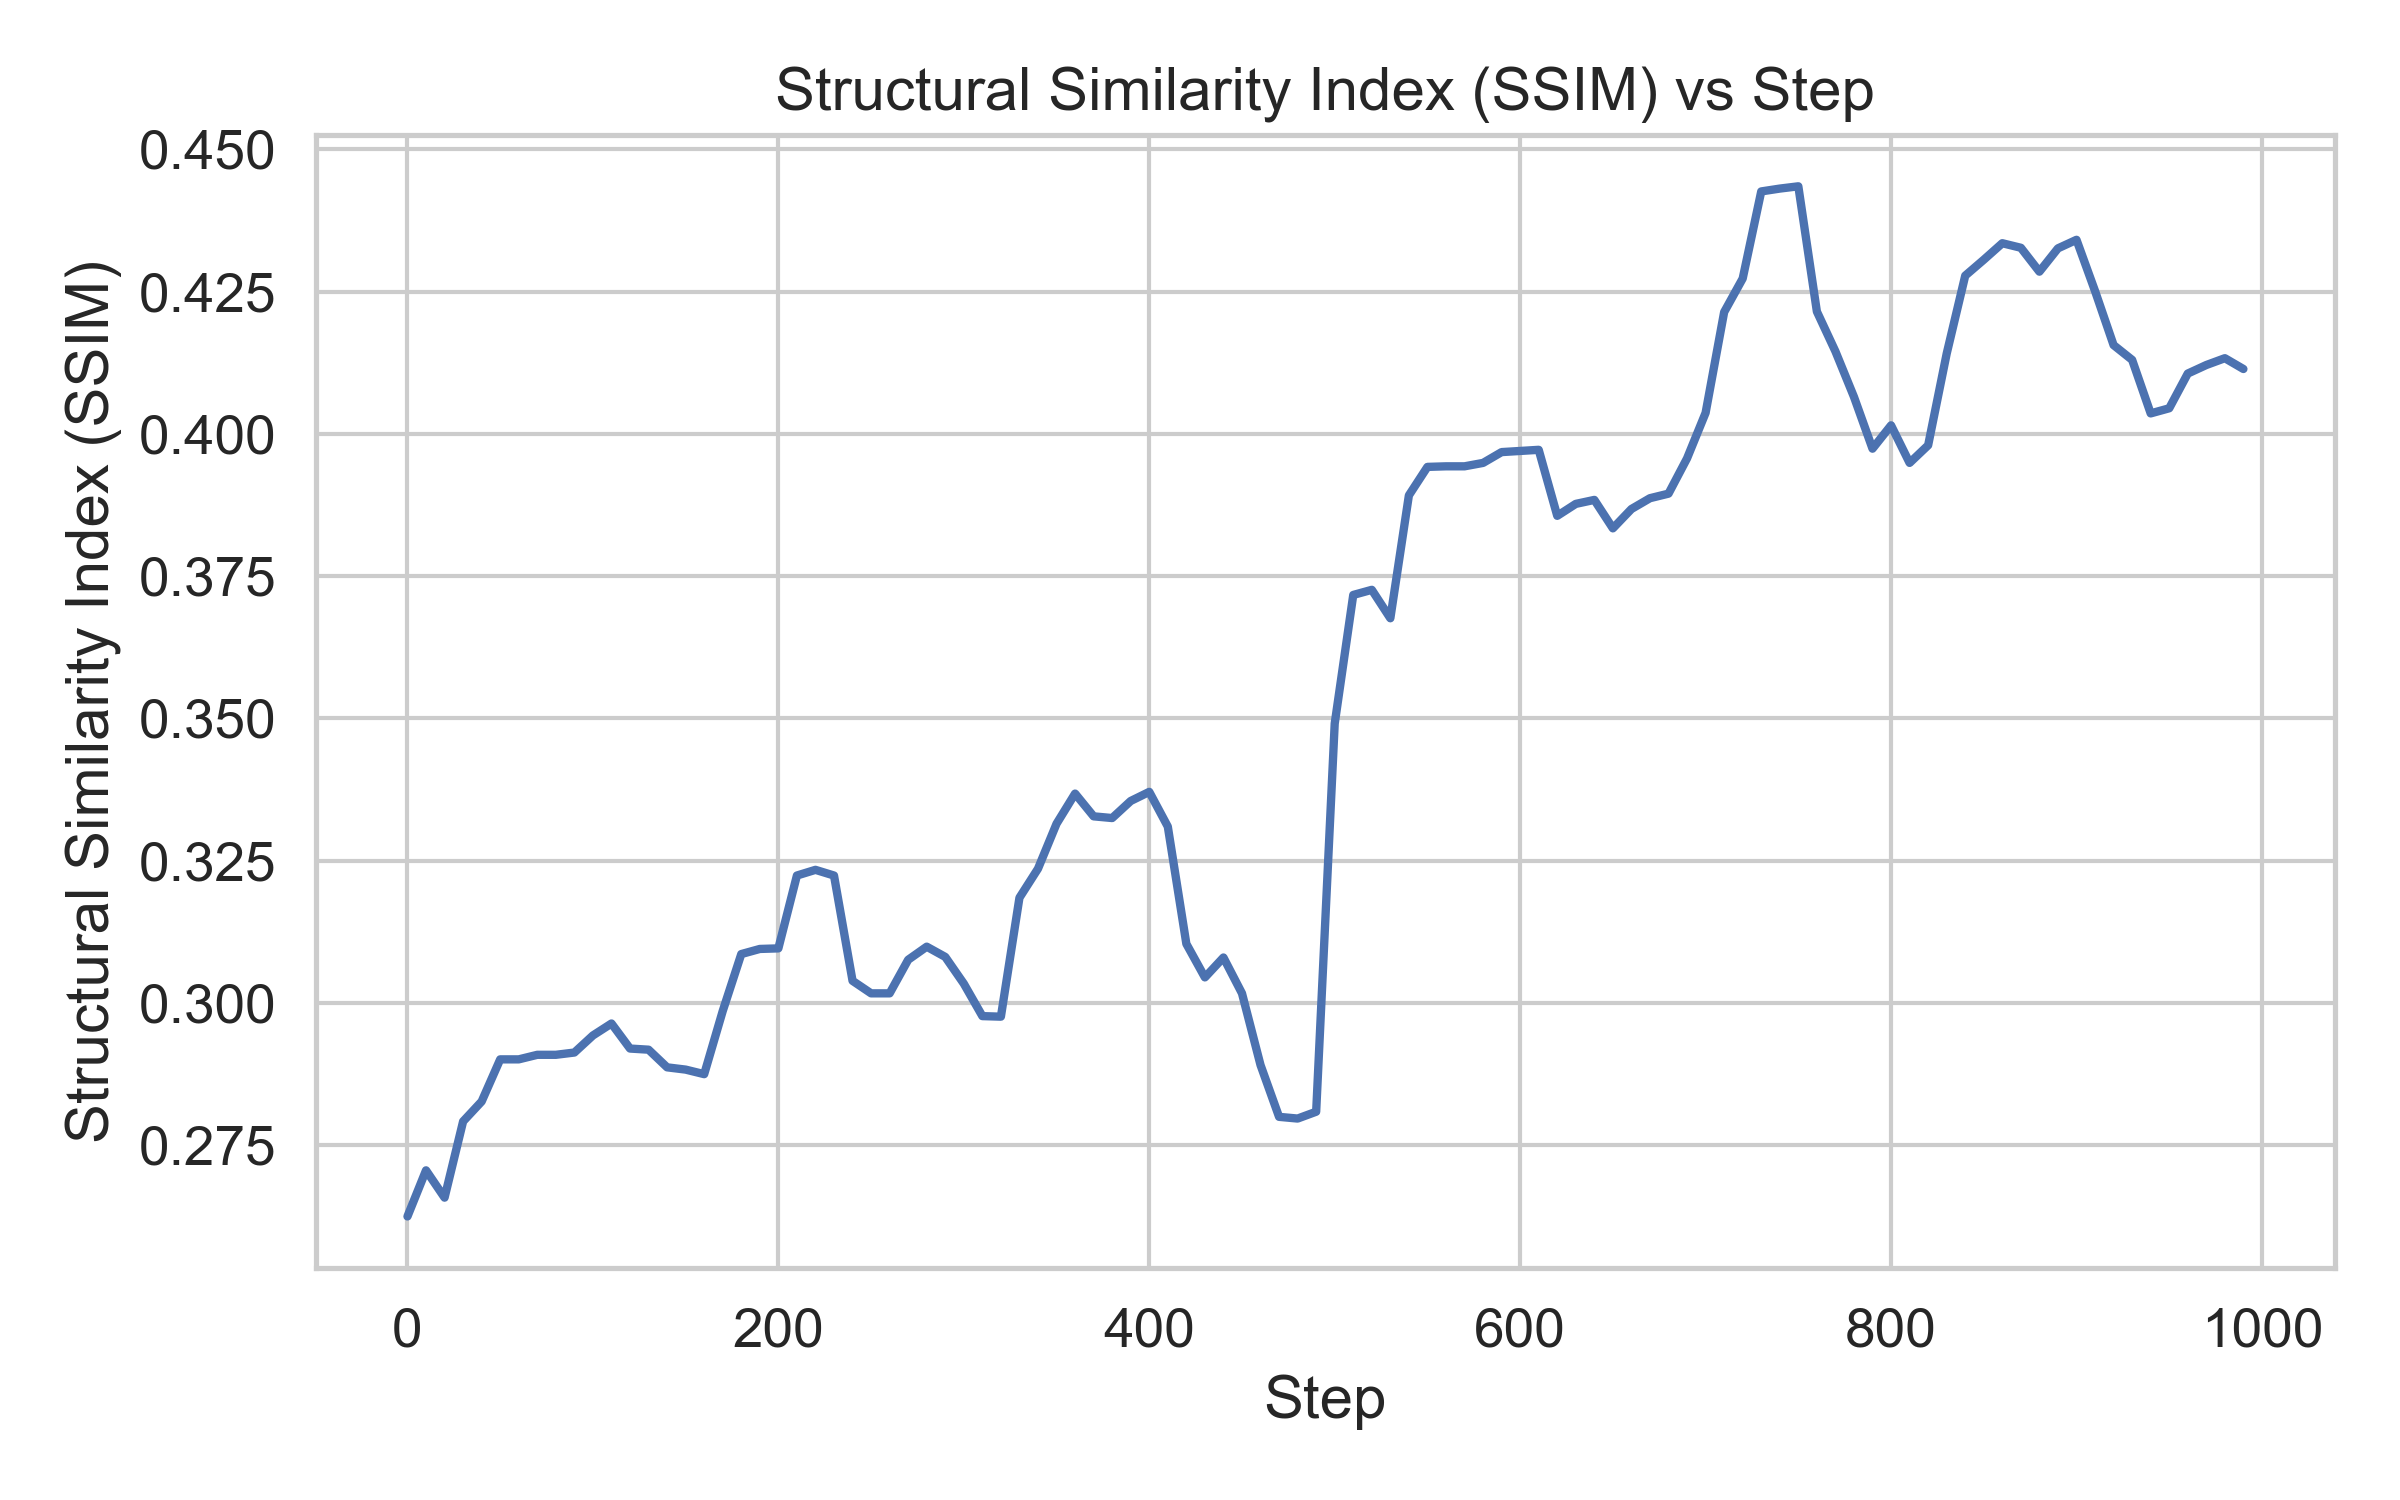 Structural Similarity Index (SSIM) vs Step
Structural Similarity Index (SSIM)
0.450
0.425
0.400
0.375
0.350
0.325
0.300
0.275
0 200 400 600 800 1000
Step